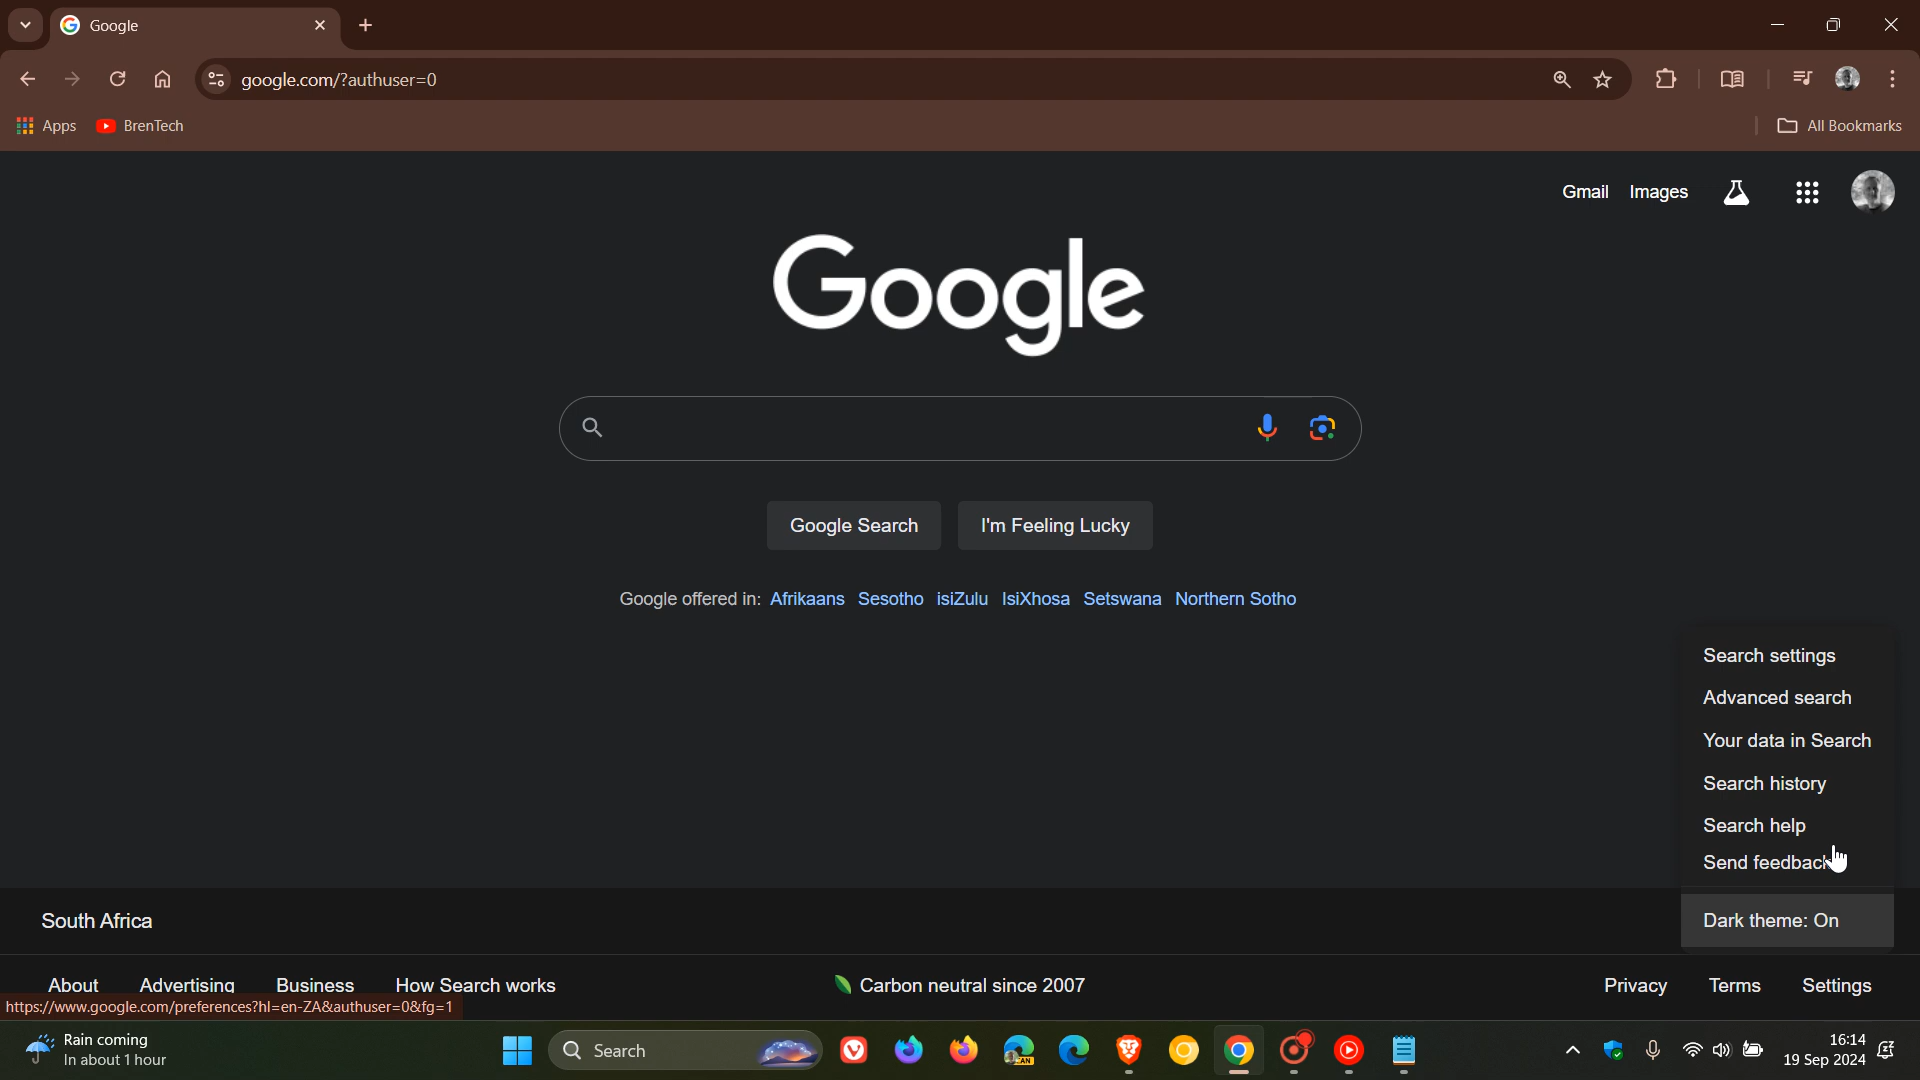 Google
google.com/?authuser=0
Apps BrenTech All Bookmarks
Gmail Images
Google
Google Search I'm Feeling Lucky
Google offered in: Afrikaans Sesotho isiZulu IsiXhosa Setswana Northern Sotho
Search settings
Advanced search
Your data in Search
Search history
Search help
Send feedback
Dark theme: On
South Africa
About Advertising Business How Search works Carbon neutral since 2007 Privacy Terms Settings
https://www.google.com/preferences?hl=en-ZA&authuser=0&fg=1
Rain coming
In about 1 hour
Search
CAN
16:14
19 Sep 2024